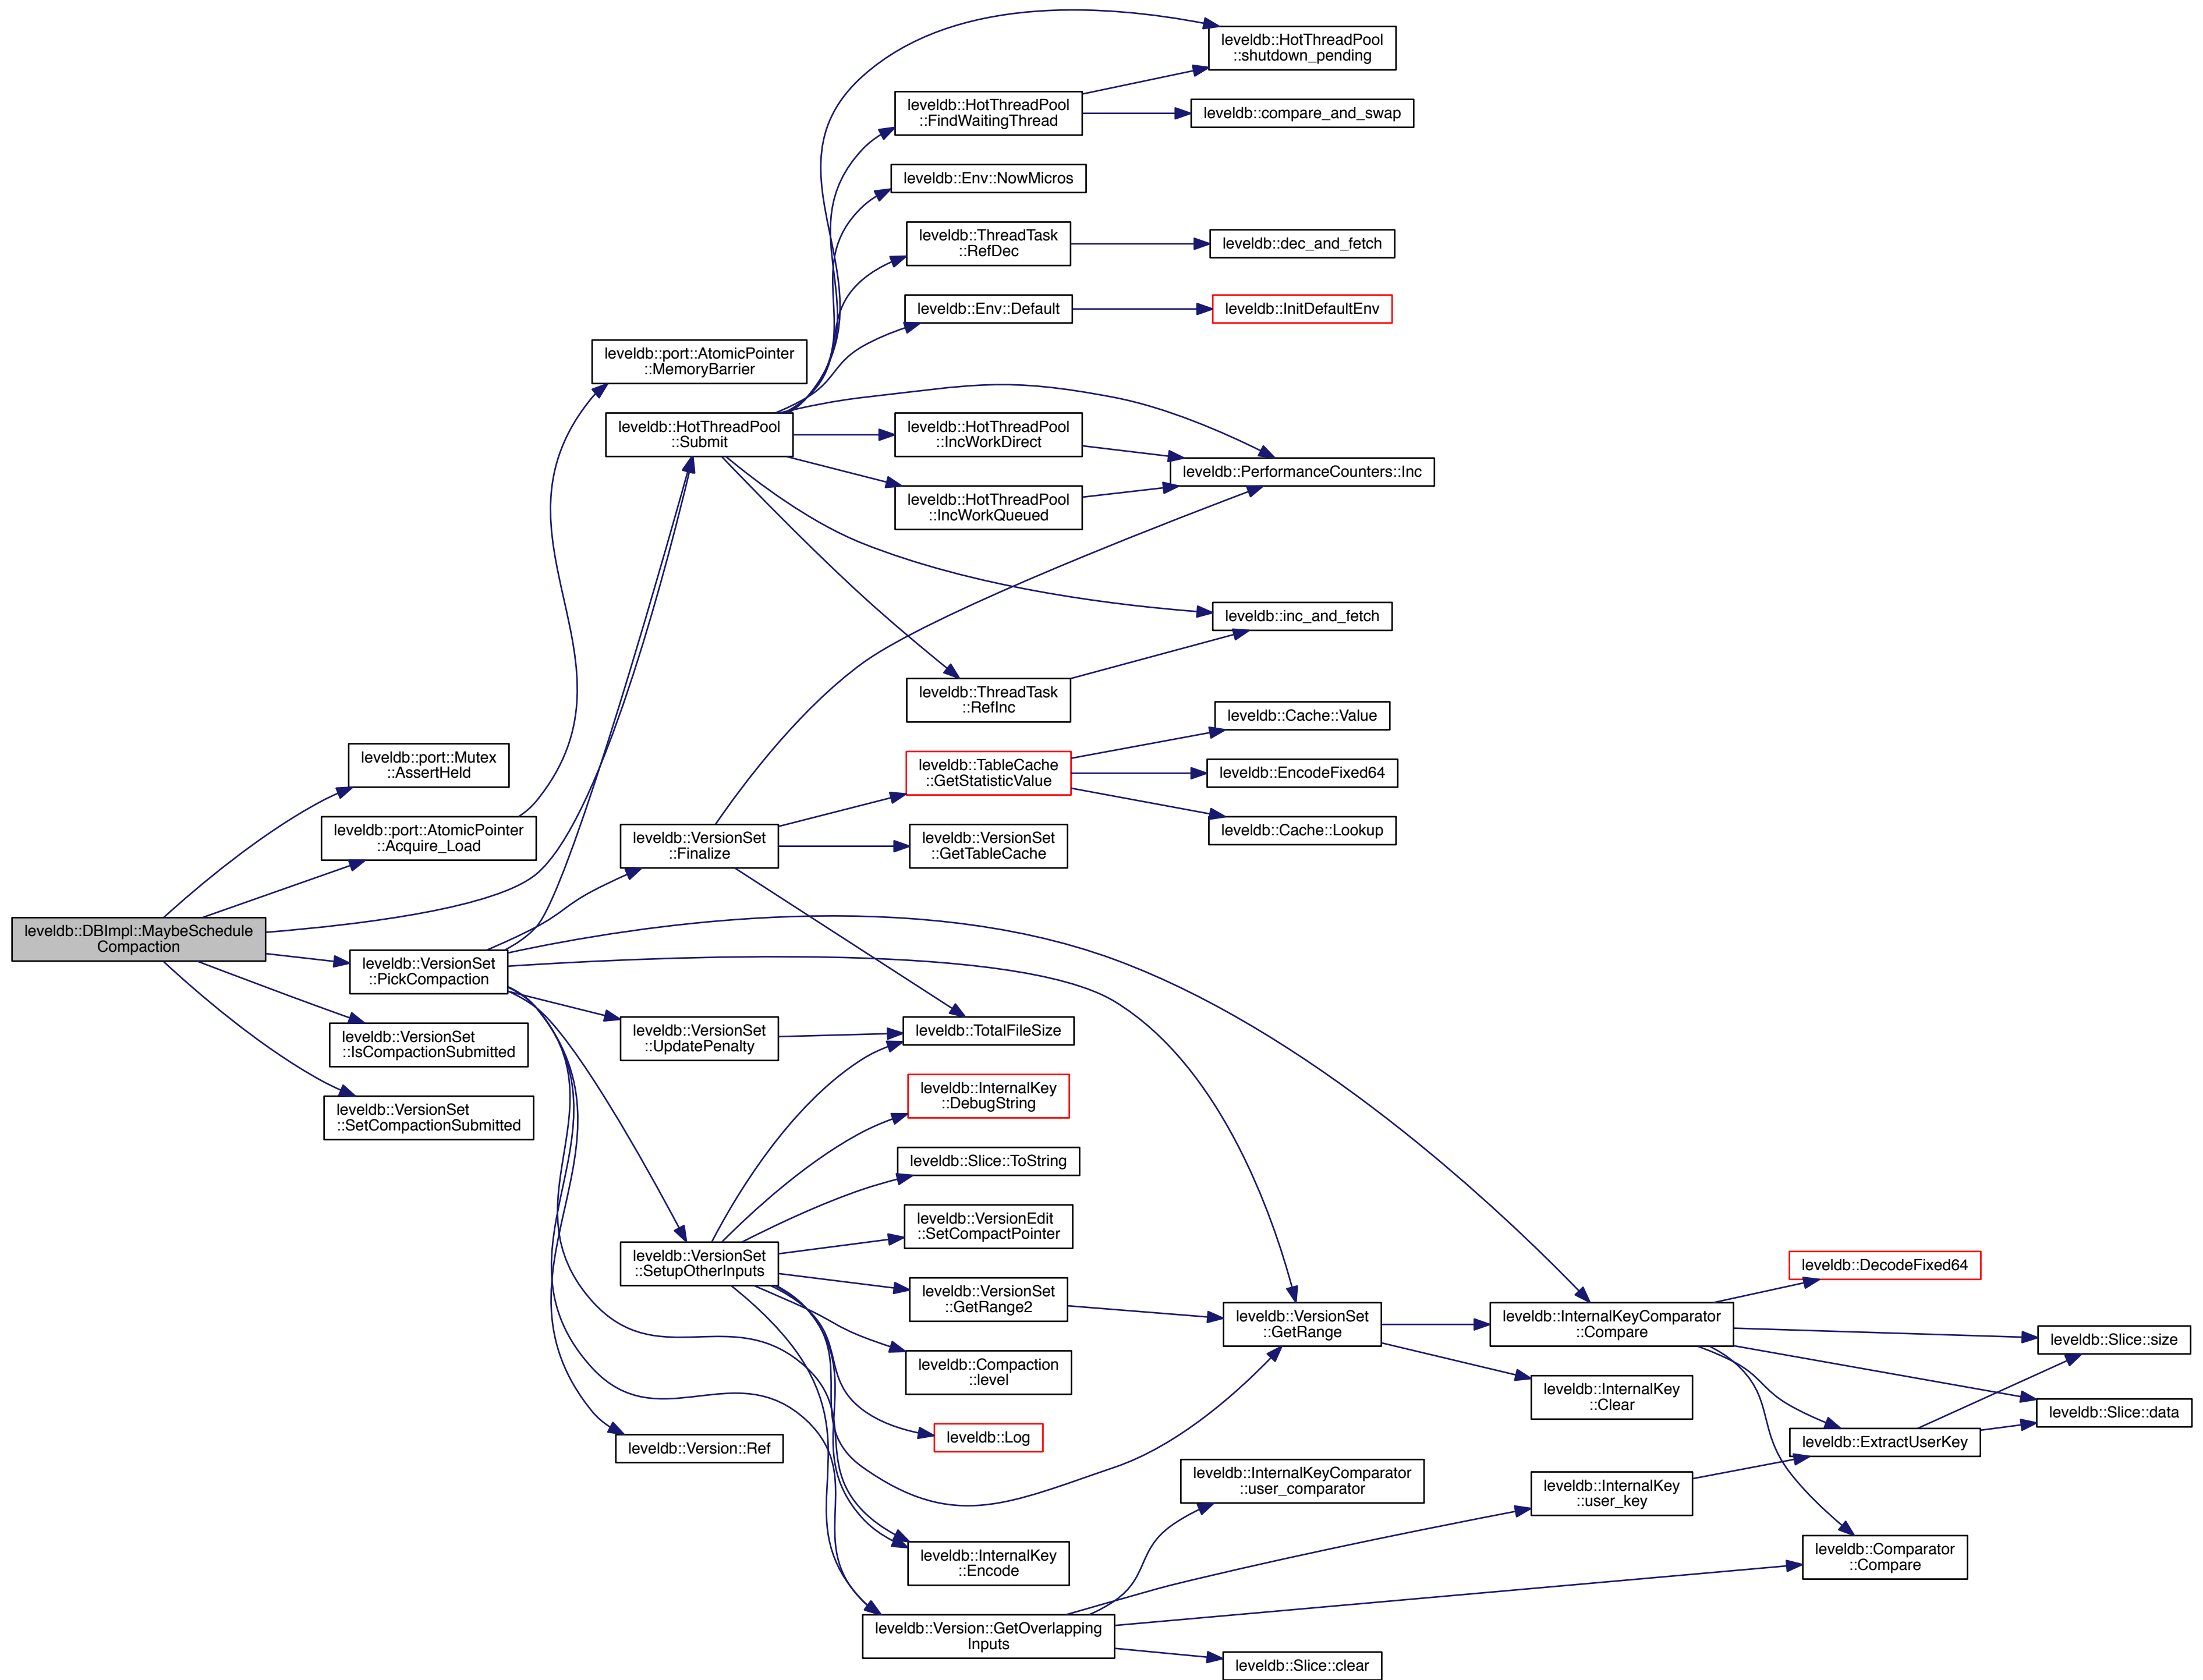 leveldb::HotThreadPool
::shutdown_pending
leveldb::HotThreadPool
::FindWaitingThread
leveldb::compare_and_swap
leveldb::Env::NowMicros
leveldb::ThreadTask
::RefDec
leveldb::dec_and_fetch
leveldb::Env::Default
leveldb::InitDefaultEnv
leveldb::port::AtomicPointer
::MemoryBarrier
leveldb::HotThreadPool
::Submit
leveldb::HotThreadPool
::IncWorkDirect
leveldb::PerformanceCounters::Inc
leveldb::HotThreadPool
::IncWorkQueued
leveldb::inc_and_fetch
leveldb::ThreadTask
::RefInc
leveldb::Cache::Value
leveldb::port::Mutex
::AssertHeld
leveldb::TableCache
::GetStatisticValue
leveldb::EncodeFixed64
leveldb::Cache::Lookup
leveldb::port::AtomicPointer
::Acquire_Load
leveldb::VersionSet
::Finalize
leveldb::VersionSet
::GetTableCache
leveldb::DBImpl::MaybeSchedule
Compaction
leveldb::VersionSet
::PickCompaction
leveldb::VersionSet
::IsCompactionSubmitted
leveldb::VersionSet
::UpdatePenalty
leveldb::TotalFileSize
leveldb::VersionSet
::SetCompactionSubmitted
leveldb::InternalKey
::DebugString
leveldb::Slice::ToString
leveldb::VersionEdit
::SetCompactPointer
leveldb::VersionSet
::SetupOtherInputs
leveldb::VersionSet
::GetRange2
leveldb::VersionSet
::GetRange
leveldb::InternalKeyComparator
::Compare
leveldb::DecodeFixed64
leveldb::Slice::size
leveldb::Compaction
::level
leveldb::InternalKey
::Clear
leveldb::Slice::data
leveldb::Log
leveldb::ExtractUserKey
leveldb::Version::Ref
leveldb::InternalKeyComparator
::user_comparator
leveldb::InternalKey
::user_key
leveldb::InternalKey
::Encode
leveldb::Comparator
::Compare
leveldb::Version::GetOverlapping
Inputs
leveldb::Slice::clear